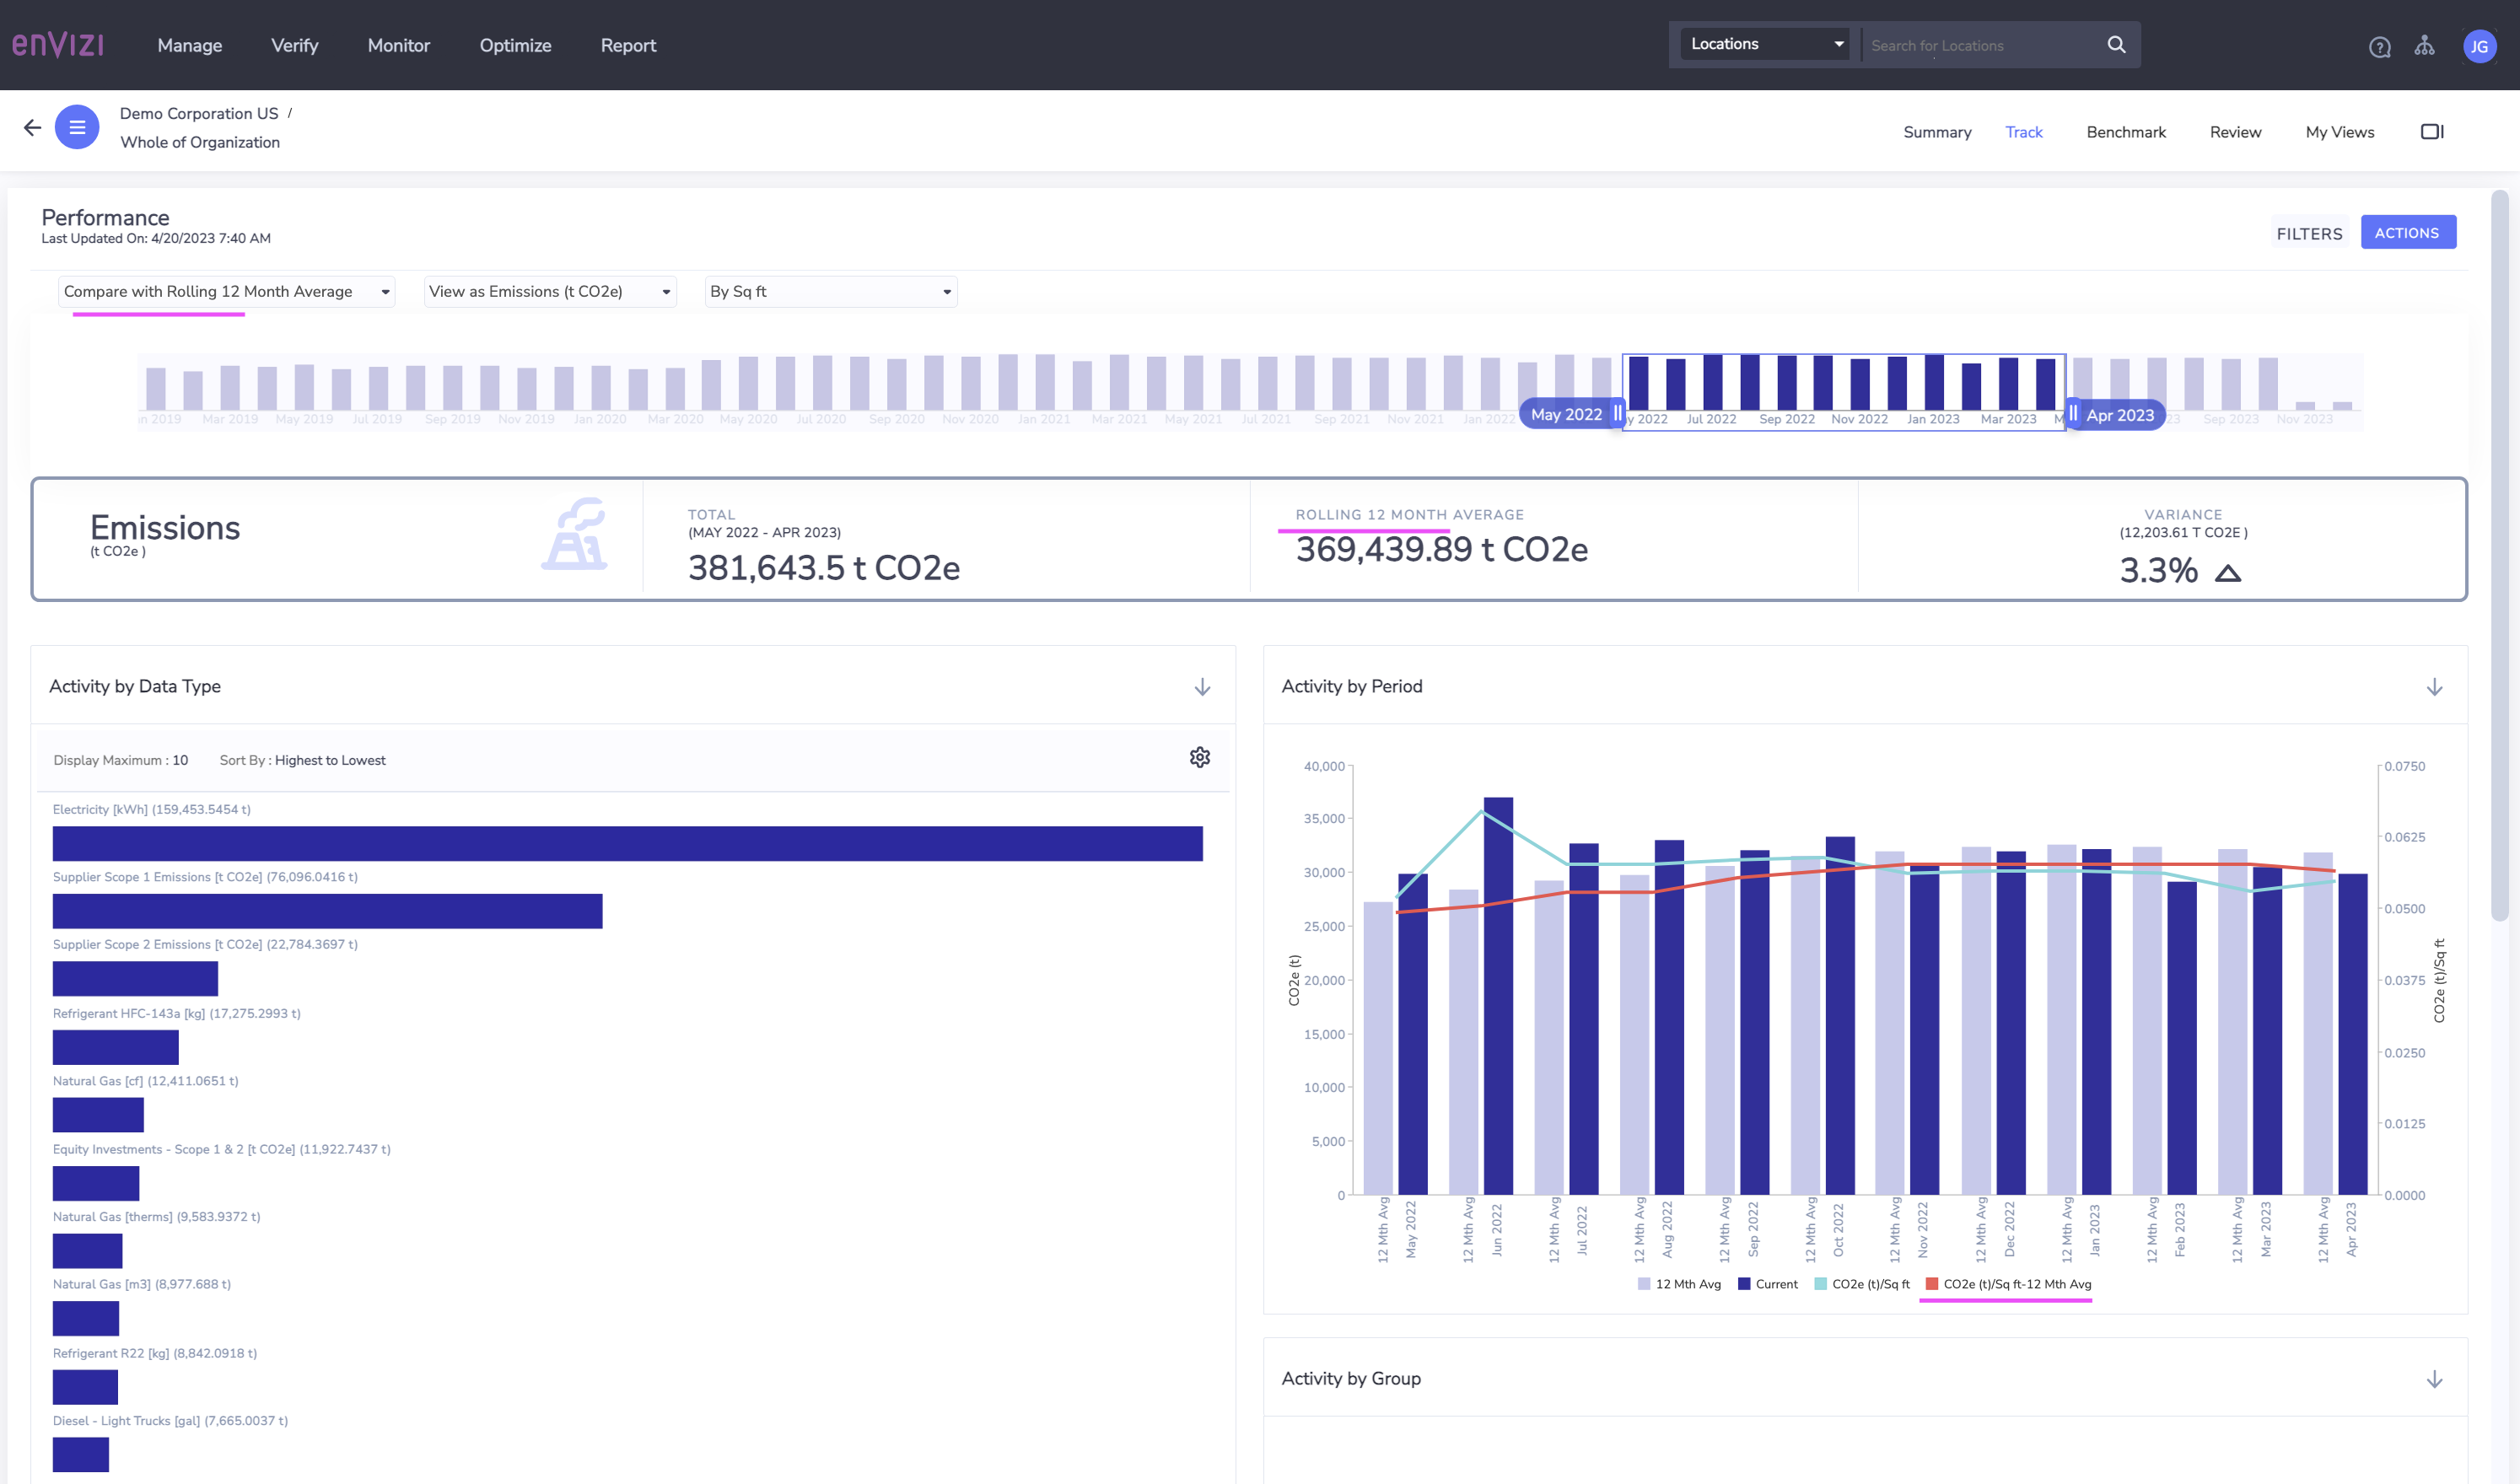 enVIZI
Manage Verify Monitor Optimize Report
Locations
Search for Locations
JG
Demo Corporation US /
Whole of Organization
Summary Track Benchmark Review My Views
Performance
Last Updated On: 4/20/2023 7:40 AM
FILTERS ACTIONS
Compare with Rolling 12 Month Average View as Emissions (t CO2e) By Sq ft
n 2019 Mar 2019 May 2019 Jul 2019 Sep 2019 Nov 2019 Jan 2020 Mar 2020 May 2020 Jul 2020 Sep 2020 Nov 2020 Jan 2021 Mar 2021 May 2021 Jul 2021 Sep 2021 Nov 2021 Jan 2022 May 2022 y 2022 Jul 2022 Sep 2022 Nov 2022 Jan 2023 Mar 2023 M Apr 2023 23 Sep 2023 Nov 2023
Emissions
(t CO2e )
TOTAL
(MAY 2022 - APR 2023)
381,643.5 t CO2e
ROLLING 12 MONTH AVERAGE
369,439.89 t CO2e
VARIANCE
(12,203.61 T CO2E )
3.3%
Activity by Data Type
Display Maximum : 10 Sort By : Highest to Lowest
Electricity [kWh] (159,453.5454 t)
Supplier Scope 1 Emissions [t CO2e] (76,096.0416 t)
Supplier Scope 2 Emissions [t CO2e] (22,784.3697 t)
Refrigerant HFC-143a [kg] (17,275.2993 t)
Natural Gas [cf] (12,411.0651 t)
Equity Investments - Scope 1 & 2 [t CO2e] (11,922.7437 t)
Natural Gas [therms] (9,583.9372 t)
Natural Gas [m3] (8,977.688 t)
Refrigerant R22 [kg] (8,842.0918 t)
Diesel - Light Trucks [gal] (7,665.0037 t)
Activity by Period
40,000
35,000
30,000
25,000
20,000
15,000
10,000
5,000
0
CO2e (t)
0.0750
0.0625
0.0500
0.0375
0.0250
0.0125
0.0000
CO2e (t)/Sq ft
12 Mth Avg
May 2022
12 Mth Avg
Jun 2022
12 Mth Avg
Jul 2022
12 Mth Avg
Aug 2022
12 Mth Avg
Sep 2022
12 Mth Avg
Oct 2022
12 Mth Avg
Nov 2022
12 Mth Avg
Dec 2022
12 Mth Avg
Jan 2023
12 Mth Avg
Feb 2023
12 Mth Avg
Mar 2023
12 Mth Avg
Apr 2023
12 Mth Avg Current CO2e (t)/Sq ft CO2e (t)/Sq ft-12 Mth Avg
Activity by Group